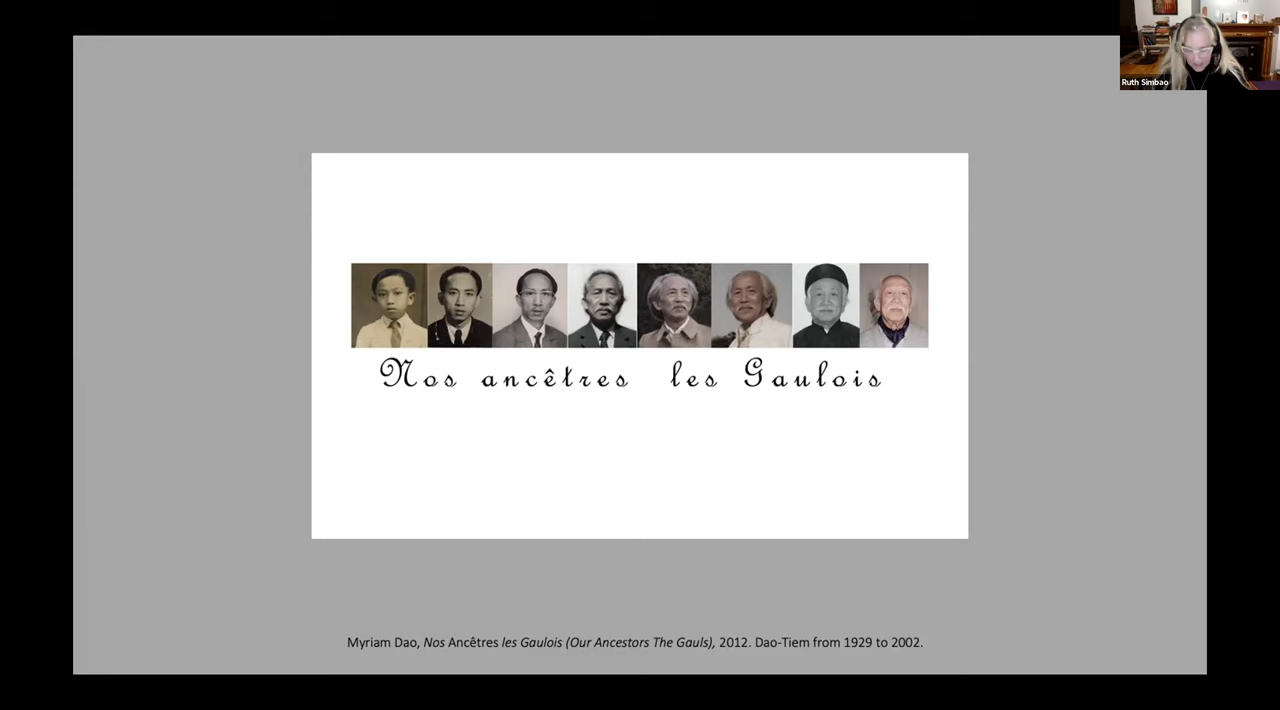 Ruth Simbao
Nos ancêtres les Gaulois
Myriam Dao, Nos Ancêtres les Gaulois (Our Ancestors The Gauls), 2012. Dao-Tiem from 1929 to 2002.